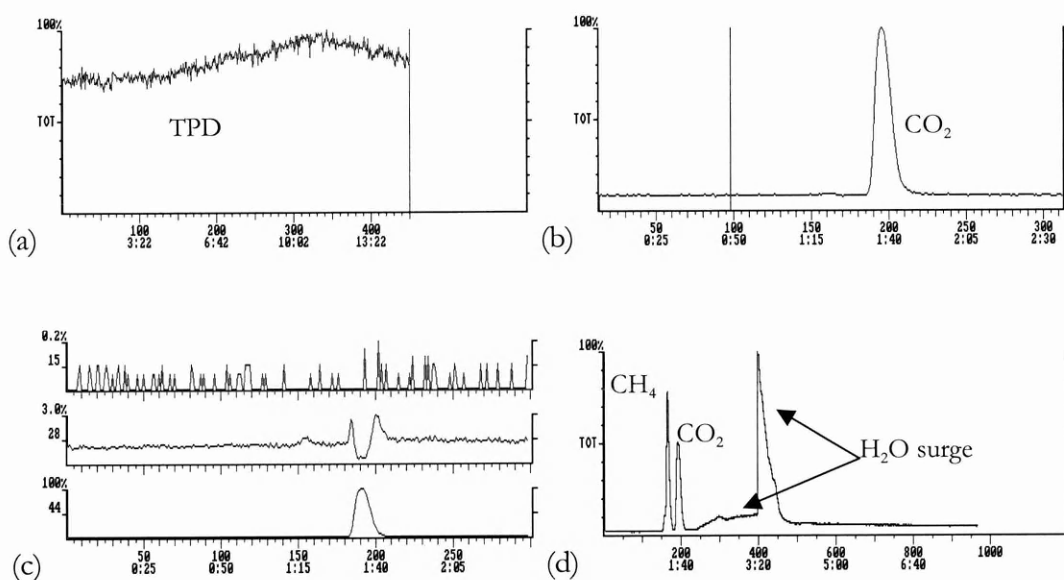 100%
TOT
TPD
100 200 300 400
3:22 6:42 10:02 13:22
(a)
100%
TOT
CO₂
50 100 150 200 250 300
0:25 0:50 1:15 1:40 2:05 2:30
(b)
0.2%
15
3.0%
28
100%
44
50 100 150 200 250
0:25 0:50 1:15 1:40 2:05
(c)
100%
CH₄
CO₂
TOT
H₂O surge
200 400 600 800 1000
1:40 3:20 5:00 6:40
(d)